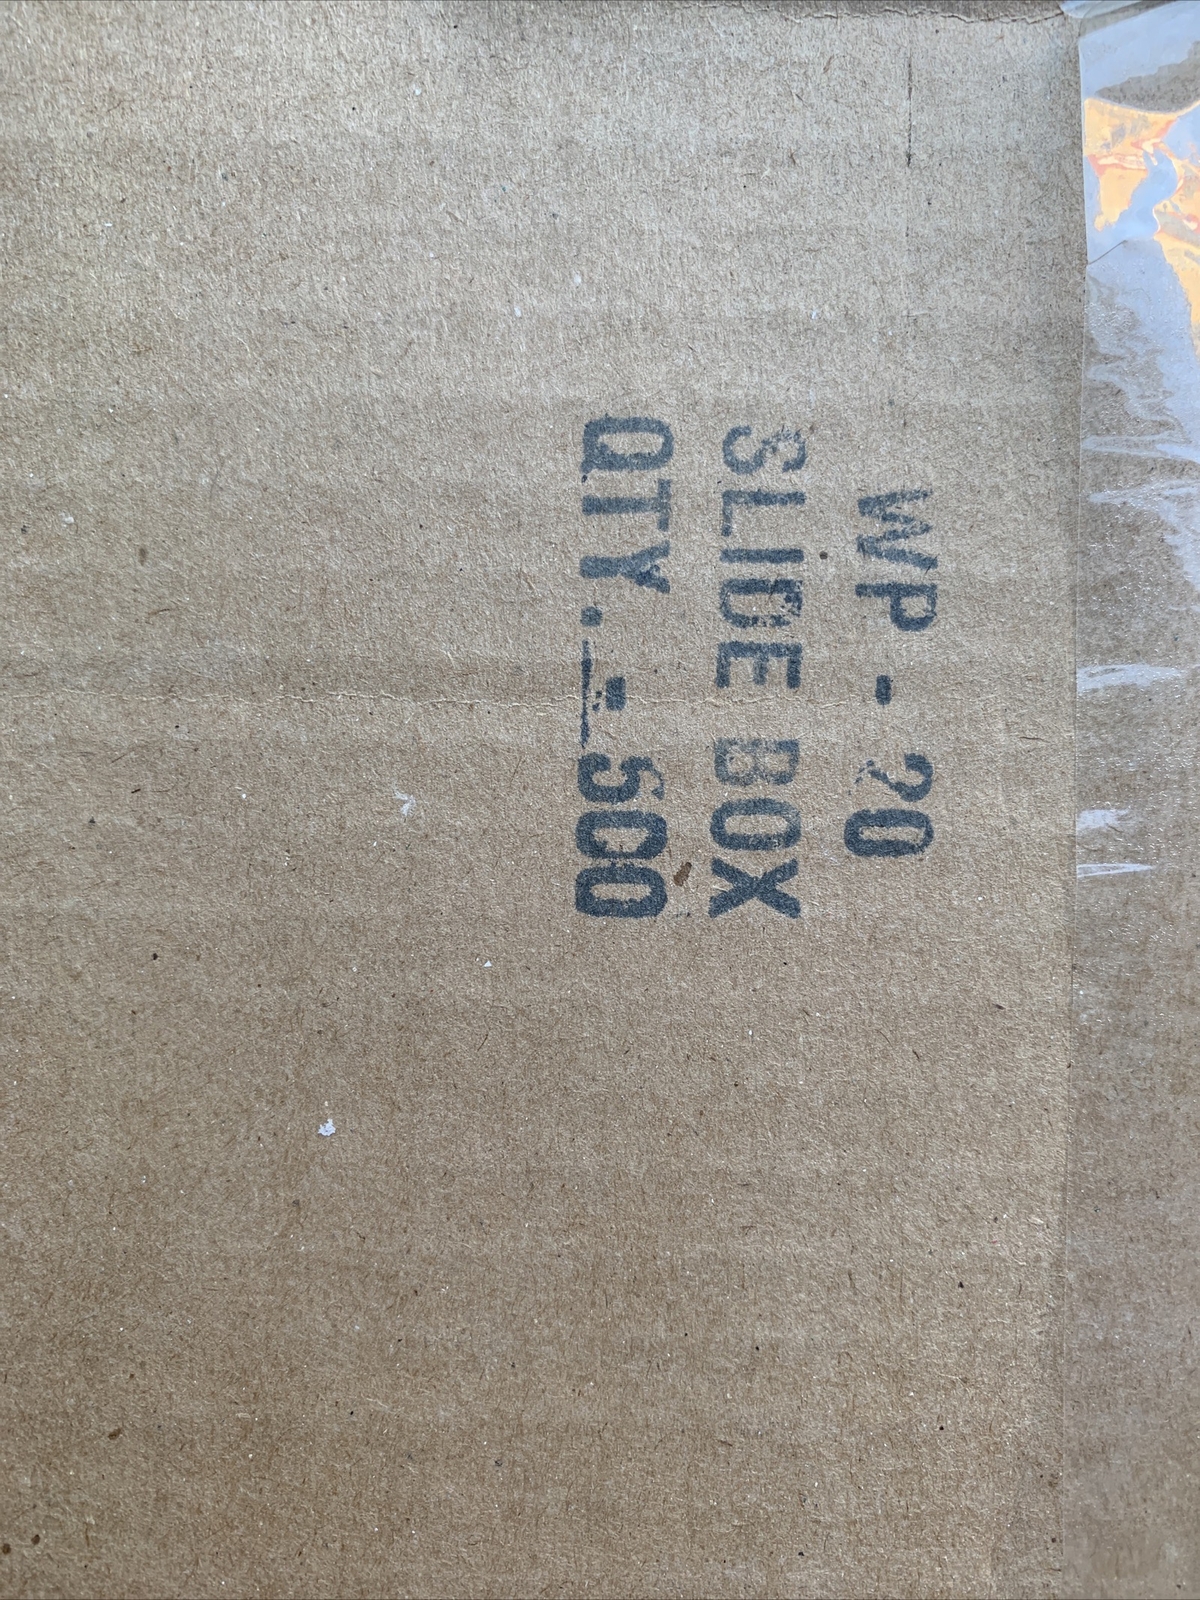 WP - 20
SLIDE BOX
QTY. - 500